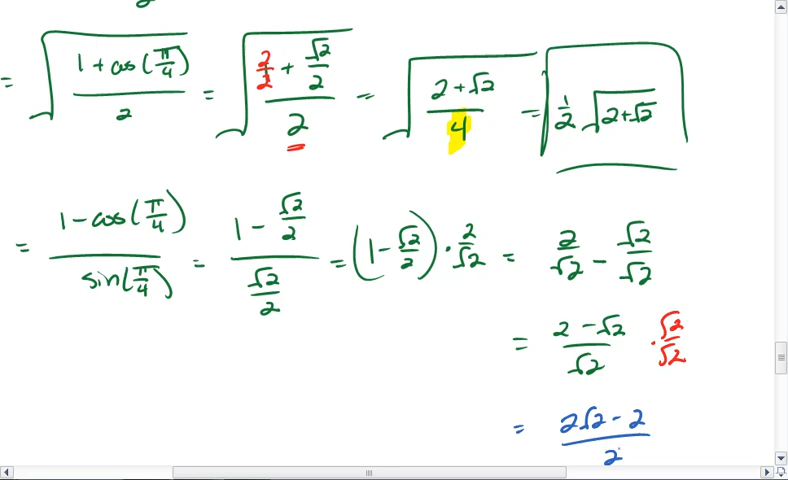 = √((1 + cos(π/4))/2) = √((2/2 + √2/2)/2) = √((2 + √2)/4) = 1/2 √(2+√2)
= (1 - cos(π/4))/(sin(π/4)) = (1 - √2/2)/(√2/2) = (1 - √2/2) · 2/√2 = 2/√2 - √2/√2
= (2 - √2)/√2 · √2/√2
= (2√2 - 2)/2